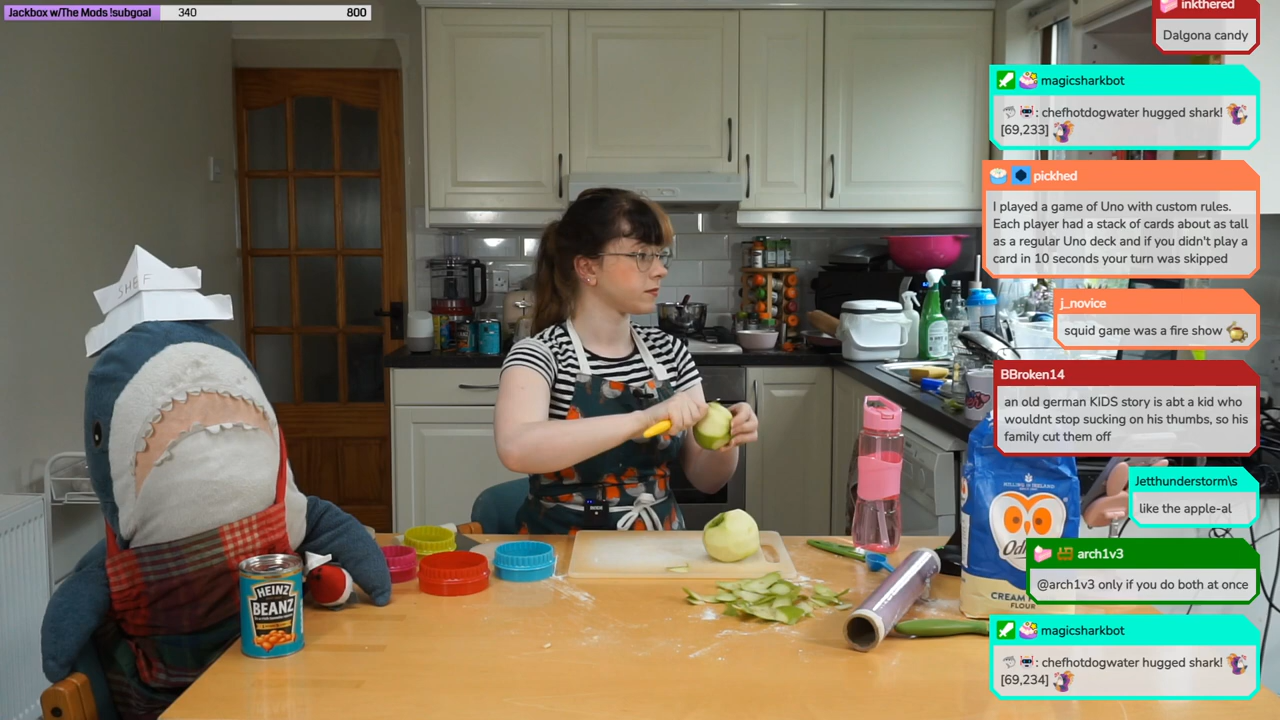 Jackbox w/The Mods !subgoal 340 800
inkthered
Dalgona candy
magicsharkbot
: chefhotdogwater hugged shark!
[69,233]
pickhed
I played a game of Uno with custom rules.
Each player had a stack of cards about as tall
as a regular Uno deck and if you didn't play a
card in 10 seconds your turn was skipped
j_novice
squid game was a fire show
BBroken14
an old german KIDS story is abt a kid who
wouldnt stop sucking on his thumbs, so his
family cut them off
Jetthunderstorm\s
like the apple-al
arch1v3
@arch1v3 only if you do both at once
magicsharkbot
: chefhotdogwater hugged shark!
[69,234]
SHEF
HEINZ
BEANZ
Odl
CREAM
FLOUR